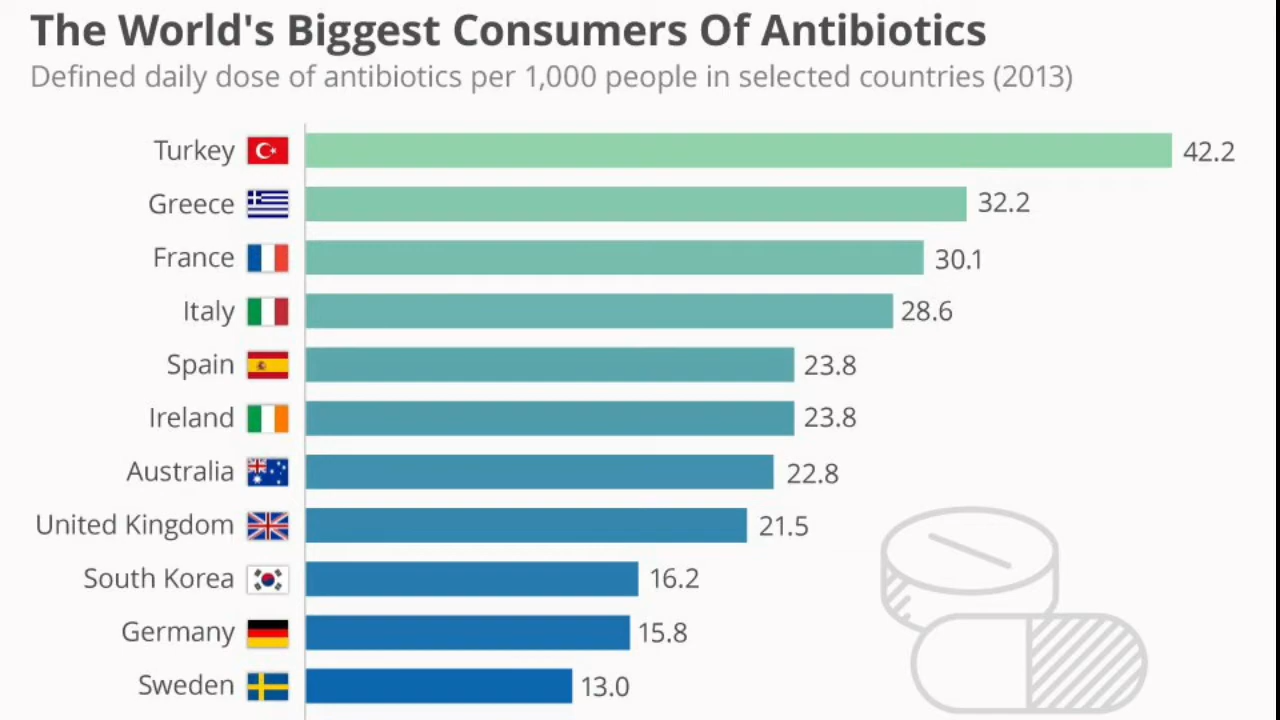 The World's Biggest Consumers Of Antibiotics
Defined daily dose of antibiotics per 1,000 people in selected countries (2013)
Turkey 42.2
Greece 32.2
France 30.1
Italy 28.6
Spain 23.8
Ireland 23.8
Australia 22.8
United Kingdom 21.5
South Korea 16.2
Germany 15.8
Sweden 13.0